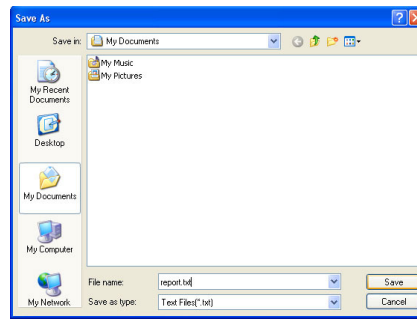 Save As
Save in: My Documents
My Music
My Pictures
My Recent
Documents
Desktop
My Documents
My Computer
My Network
File name: report.txt Save
Save as type: Text Files(*.txt) Cancel